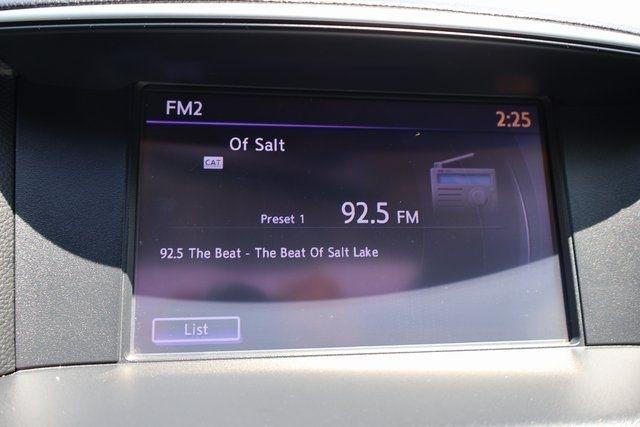 FM2
2:25
Of Salt
CAT
Preset 1 92.5 FM
92.5 The Beat - The Beat Of Salt Lake
List